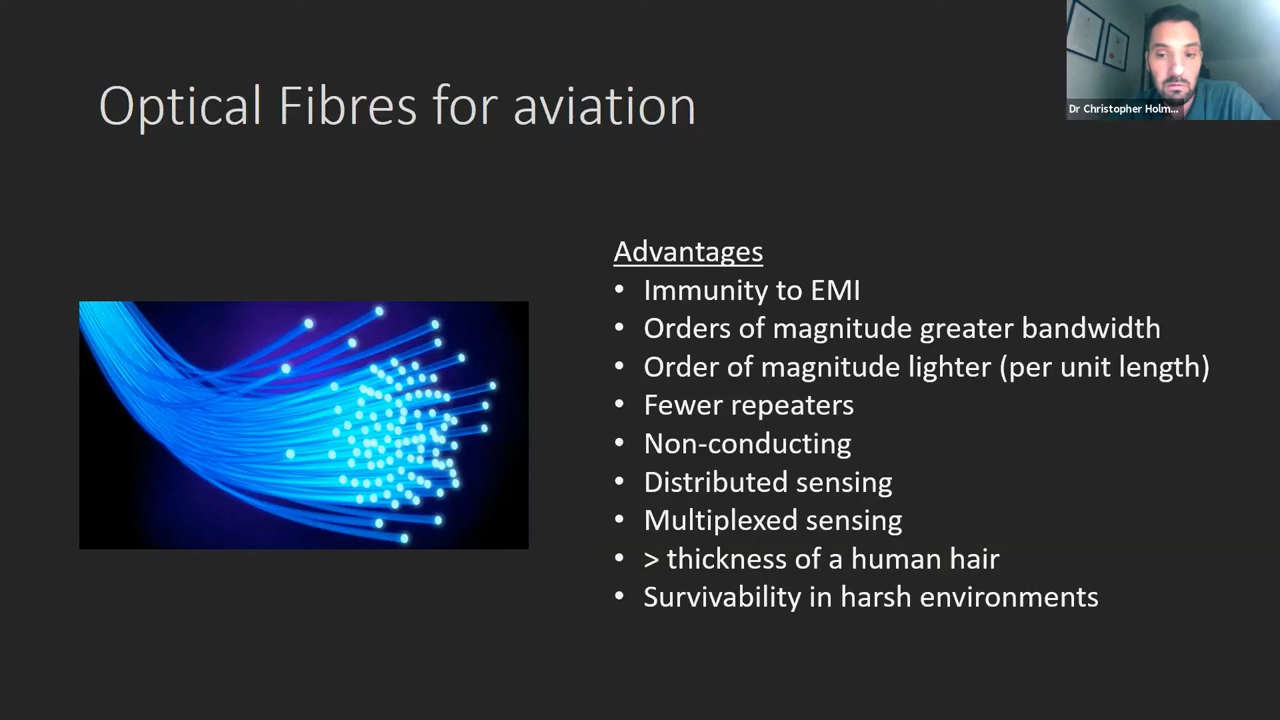 Optical Fibres for aviation
Dr Christopher Holm...
Advantages
• Immunity to EMI
• Orders of magnitude greater bandwidth
• Order of magnitude lighter (per unit length)
• Fewer repeaters
• Non-conducting
• Distributed sensing
• Multiplexed sensing
• > thickness of a human hair
• Survivability in harsh environments